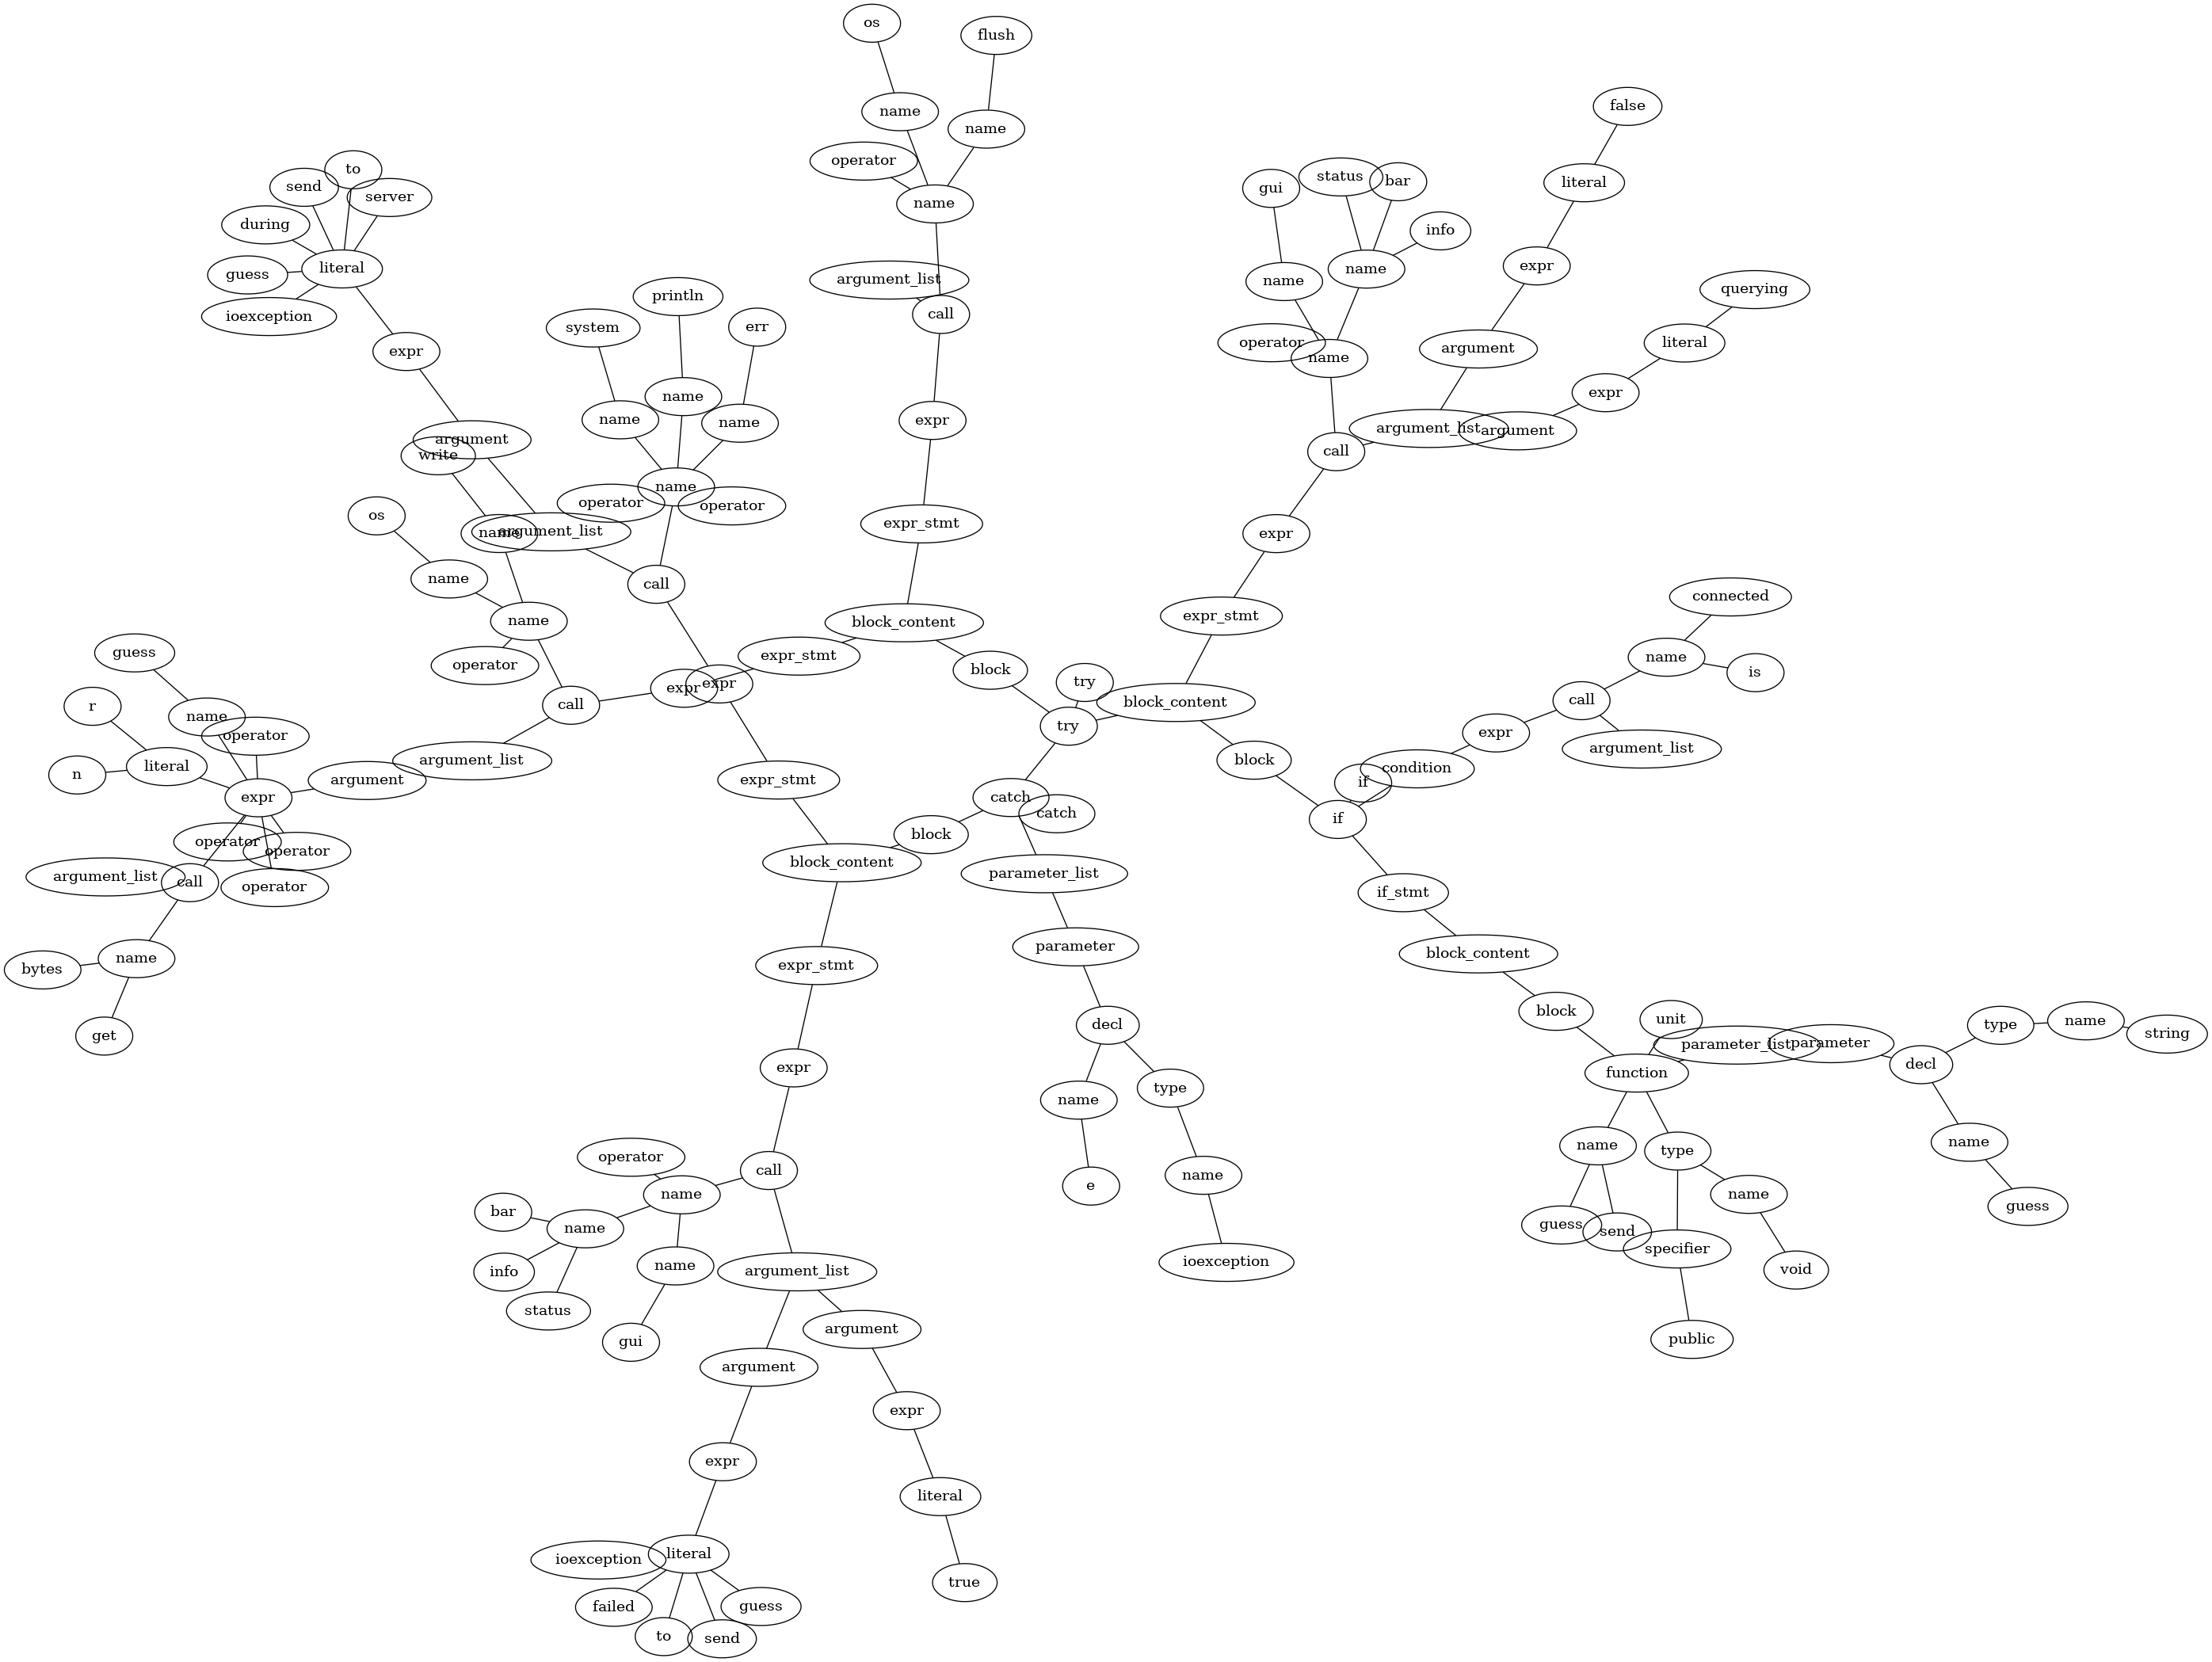 os
flush
false
name
name
to
operator
send
status
bar
literal
gui
server
name
during
info
literal
expr
guess
argument_list
name
name
querying
println
call
ioexception
err
system
operator
literal
argument
name
expr
name
expr
name
name
expr
argument_list
argument
argument
call
write
name
operator
operator
os
expr_stmt
argument_list
name
expr
name
call
connected
expr_stmt
name
block_content
guess
expr_stmt
name
operator
block
is
try
expr
expr
call
block_content
call
r
name
try
expr
operator
argument_list
block
argument_list
literal
condition
n
argument
expr_stmt
if
expr
catch
catch
if
block
operator
operator
block_content
parameter_list
argument_list
call
operator
if_stmt
parameter
block_content
name
expr_stmt
bytes
block
unit
name
decl
type
string
get
parameter_list
parameter
decl
expr
function
type
name
name
name
type
operator
call
e
name
name
void
name
guess
bar
guess
name
send
specifier
ioexception
name
info
argument_list
status
argument
public
gui
argument
expr
expr
literal
literal
ioexception
true
failed
guess
to
send